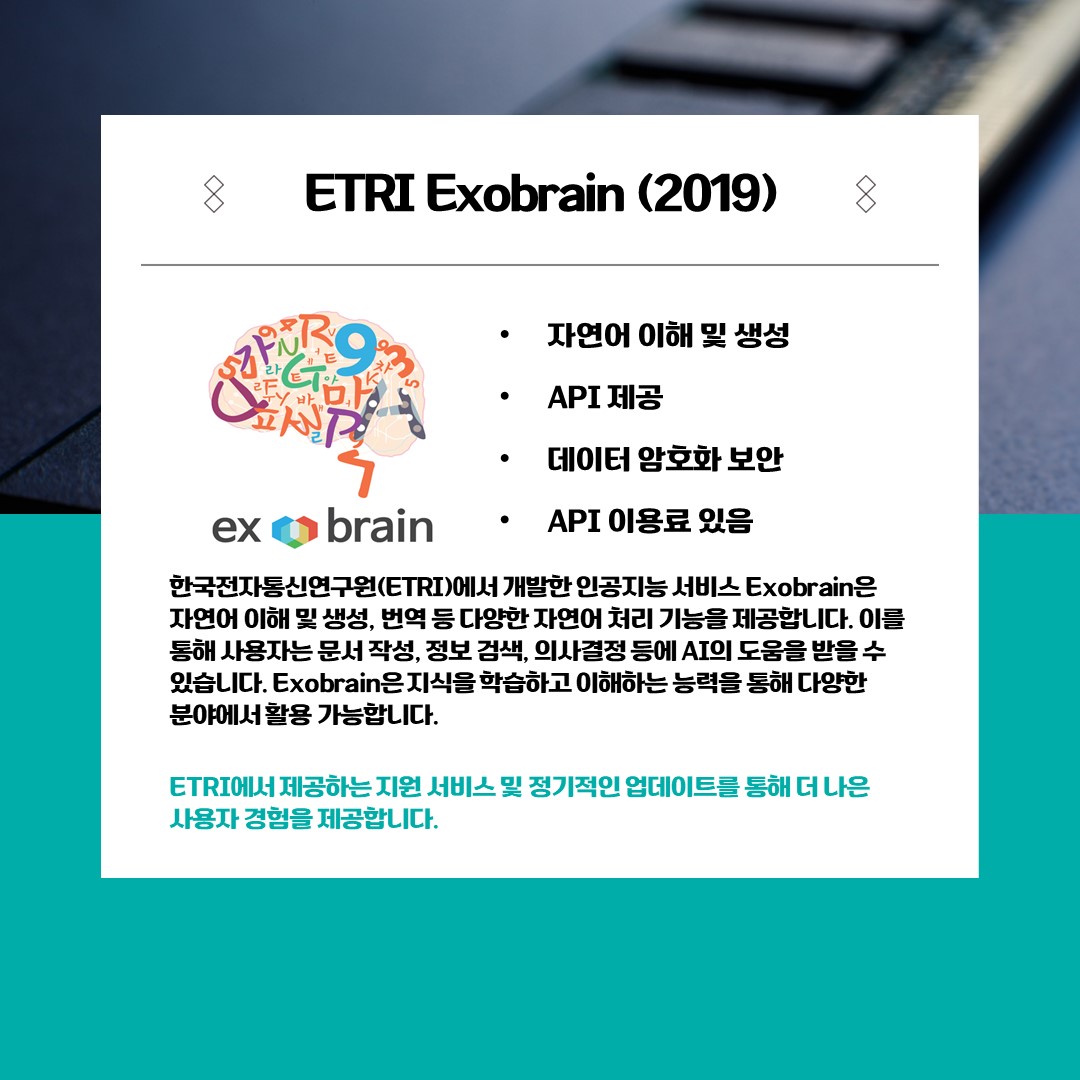 ETRI Exobrain (2019)
ex brain
• 자연어 이해 및 생성
• API 제공
• 데이터 암호화 보안
• API 이용료 있음
한국전자통신연구원(ETRI)에서 개발한 인공지능 서비스 Exobrain은
자연어 이해 및 생성, 번역 등 다양한 자연어 처리 기능을 제공합니다. 이를
통해 사용자는 문서 작성, 정보 검색, 의사결정 등에 AI의 도움을 받을 수
있습니다. Exobrain은 지식을 학습하고 이해하는 능력을 통해 다양한
분야에서 활용 가능합니다.
ETRI에서 제공하는 지원 서비스 및 정기적인 업데이트를 통해 더 나은
사용자 경험을 제공합니다.